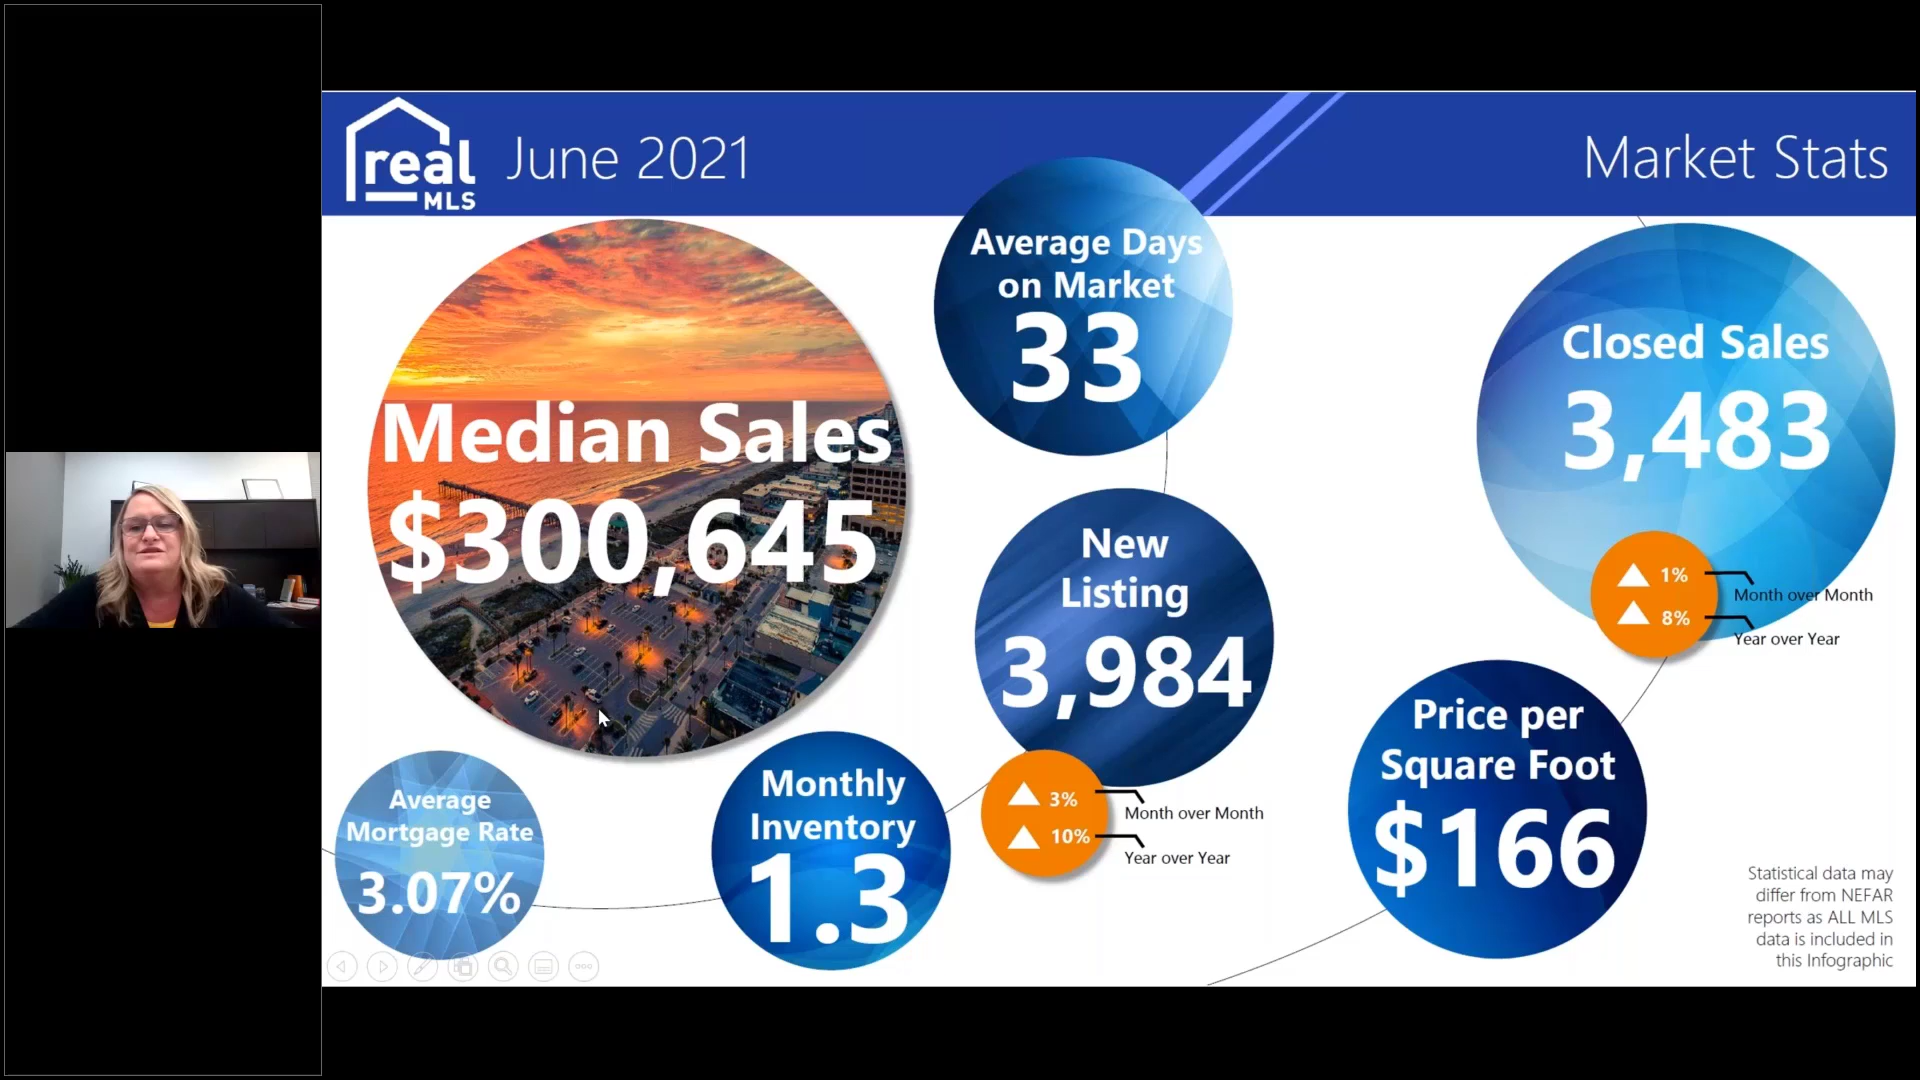 real
MLS
June 2021
Market Stats
Median Sales
$300,645
Average Days
on Market
33
Closed Sales
3,483
1%
Month over Month
8%
Year over Year
New
Listing
3,984
3%
Month over Month
10%
Year over Year
Price per
Square Foot
$166
Average
Mortgage Rate
3.07%
Monthly
Inventory
1.3
Statistical data may
differ from NEFAR
reports as ALL MLS
data is included in
this Infographic